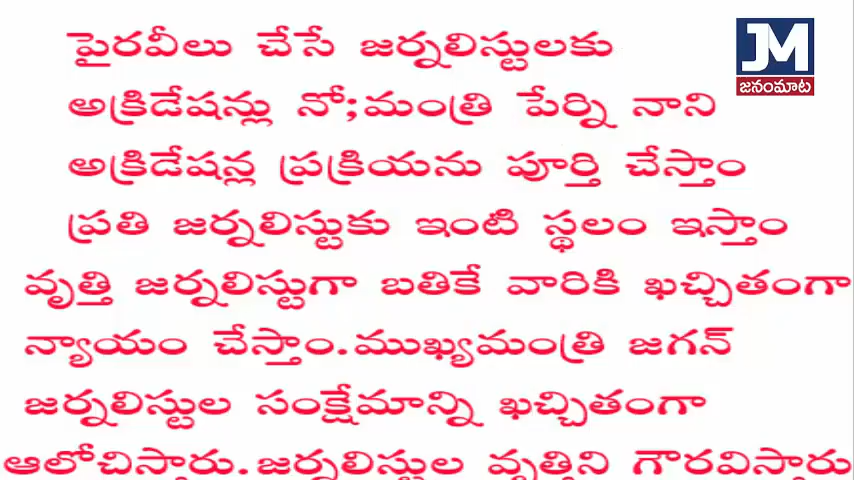 పైరవీలు చేసే జర్నలిస్టులకు
JM
జనంమాట
అక్రిడేషన్లు నో;మంత్రి పేర్ని నాని
అక్రిడేషన్ల ప్రక్రియను పూర్తి చేస్తాం
ప్రతి జర్నలిస్టుకు ఇంటి స్థలం ఇస్తాం
వృత్తి జర్నలిస్టుగా బతికే వారికి ఖచ్చితంగా
న్యాయం చేస్తాం.ముఖ్యమంత్రి జగన్
జర్నలిస్టుల సంక్షేమాన్ని ఖచ్చితంగా
ఆలోచిస్తారు.జర్నలిస్టుల వృత్తిని గౌరవిస్తారు